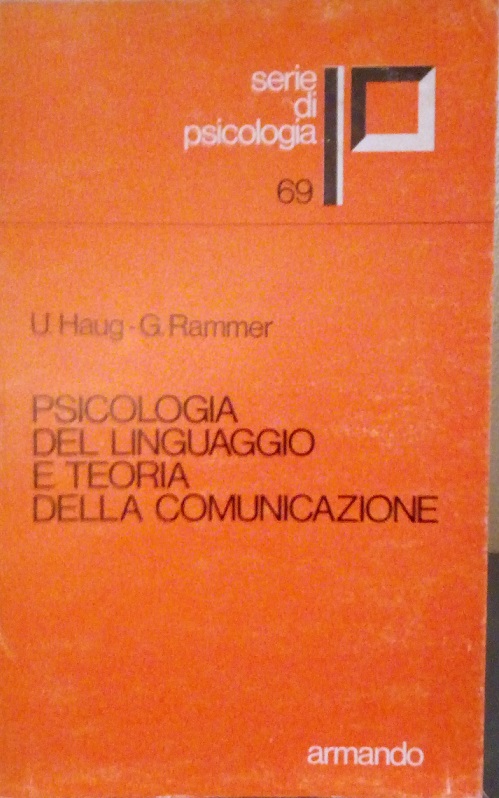 serie
di
psicologia
69
U. Haug - G. Rammer
PSICOLOGIA
DEL LINGUAGGIO
E TEORIA
DELLA COMUNICAZIONE
armando